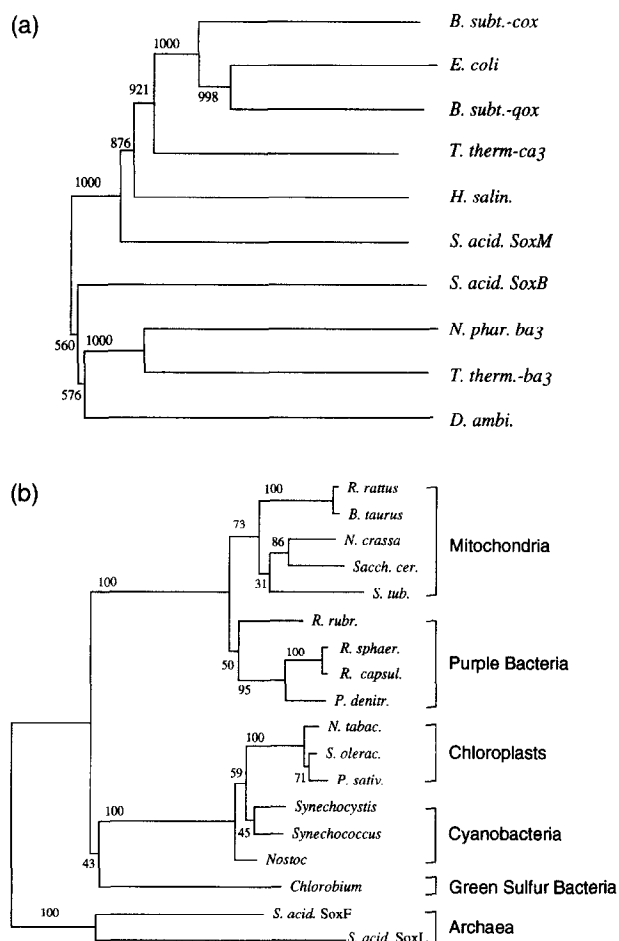 (a)
1000
B. subt.-cox
E. coli
998
B. subt.-qox
921
T. therm-ca3
876
H. salin.
1000
S. acid. SoxM
S. acid. SoxB
560
1000
N. phar. ba3
T. therm.-ba3
576
D. ambi.
(b)
100
R. rattus
B. taurus
73
86
N. crassa
Sacch. cer.
31
S. tub.
Mitochondria
100
R. rubr.
50
100
R. sphaer.
R. capsul.
95
P. denitr.
Purple Bacteria
100
N. tabac.
S. olerac.
71
P. sativ.
Chloroplasts
59
100
Synechocystis
45
Synechococcus
Nostoc
Cyanobacteria
43
Chlorobium
Green Sulfur Bacteria
100
S. acid. SoxF
S. acid. SoxL
Archaea